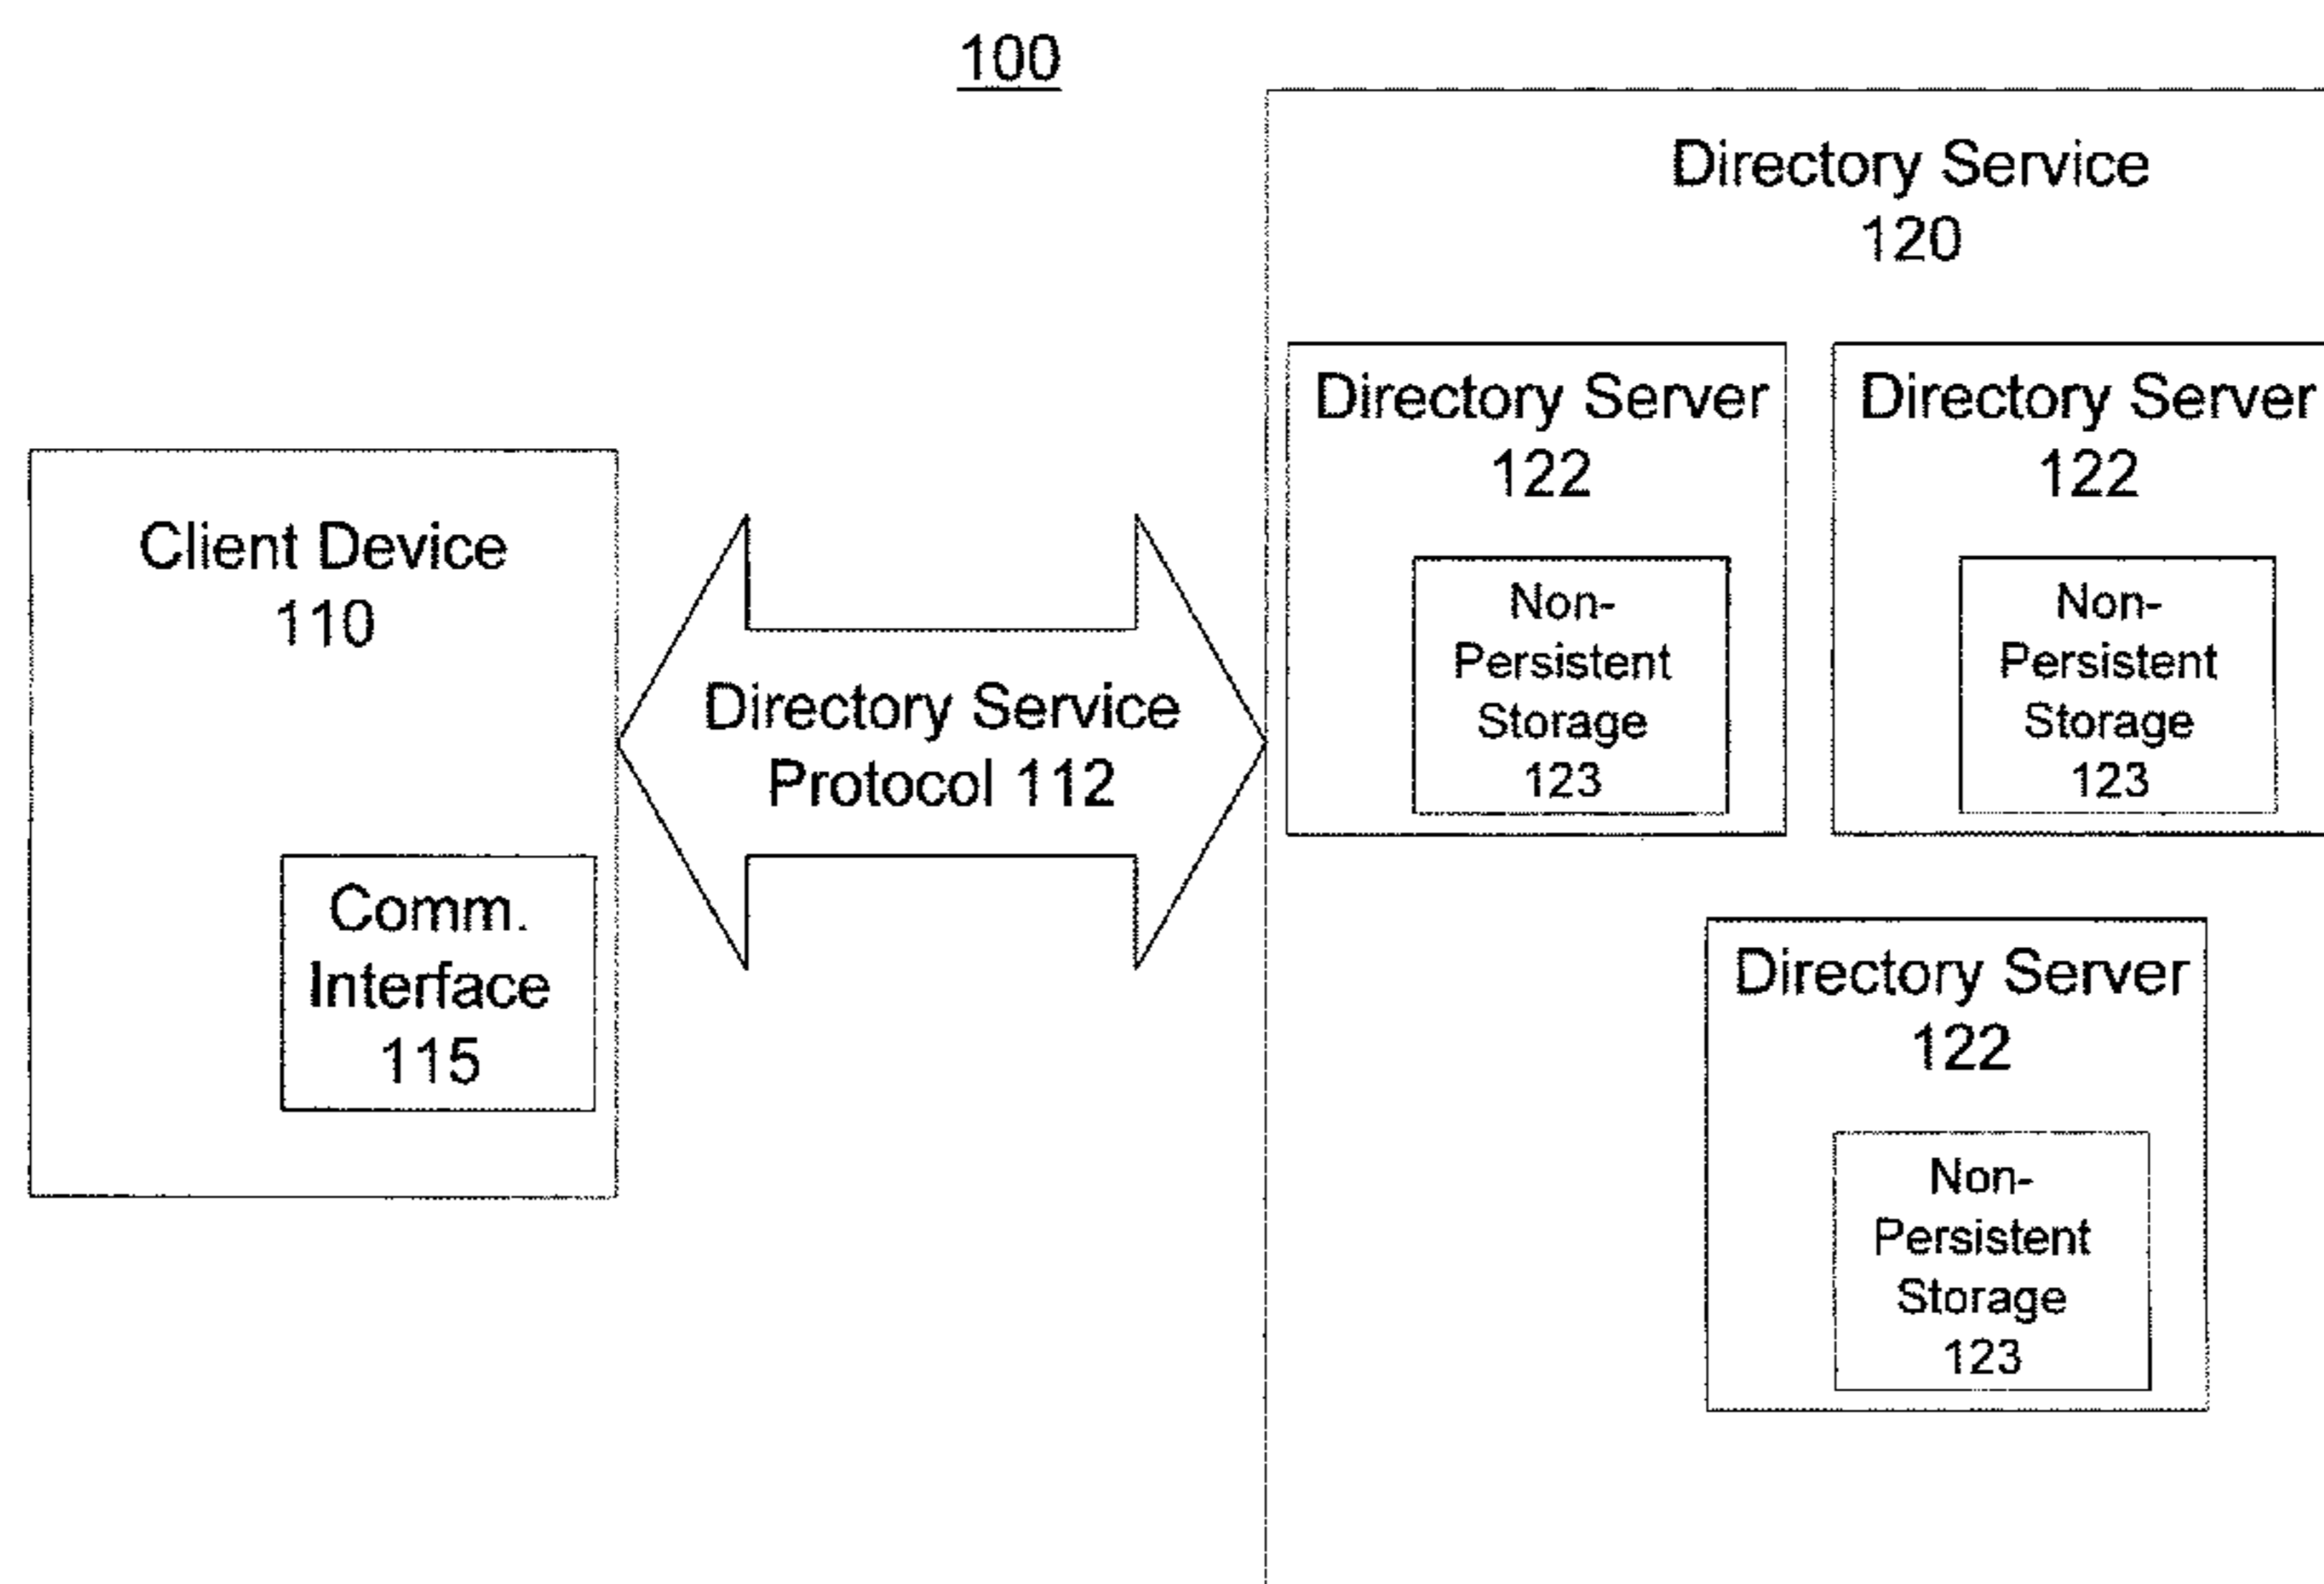 100
Directory Service
120
Directory Server
122
Non-
Persistent
Storage
123
Directory Server
122
Non-
Persistent
Storage
123
Client Device
110
Directory Service
Protocol 112
Comm.
Interface
115
Directory Server
122
Non-
Persistent
Storage
123